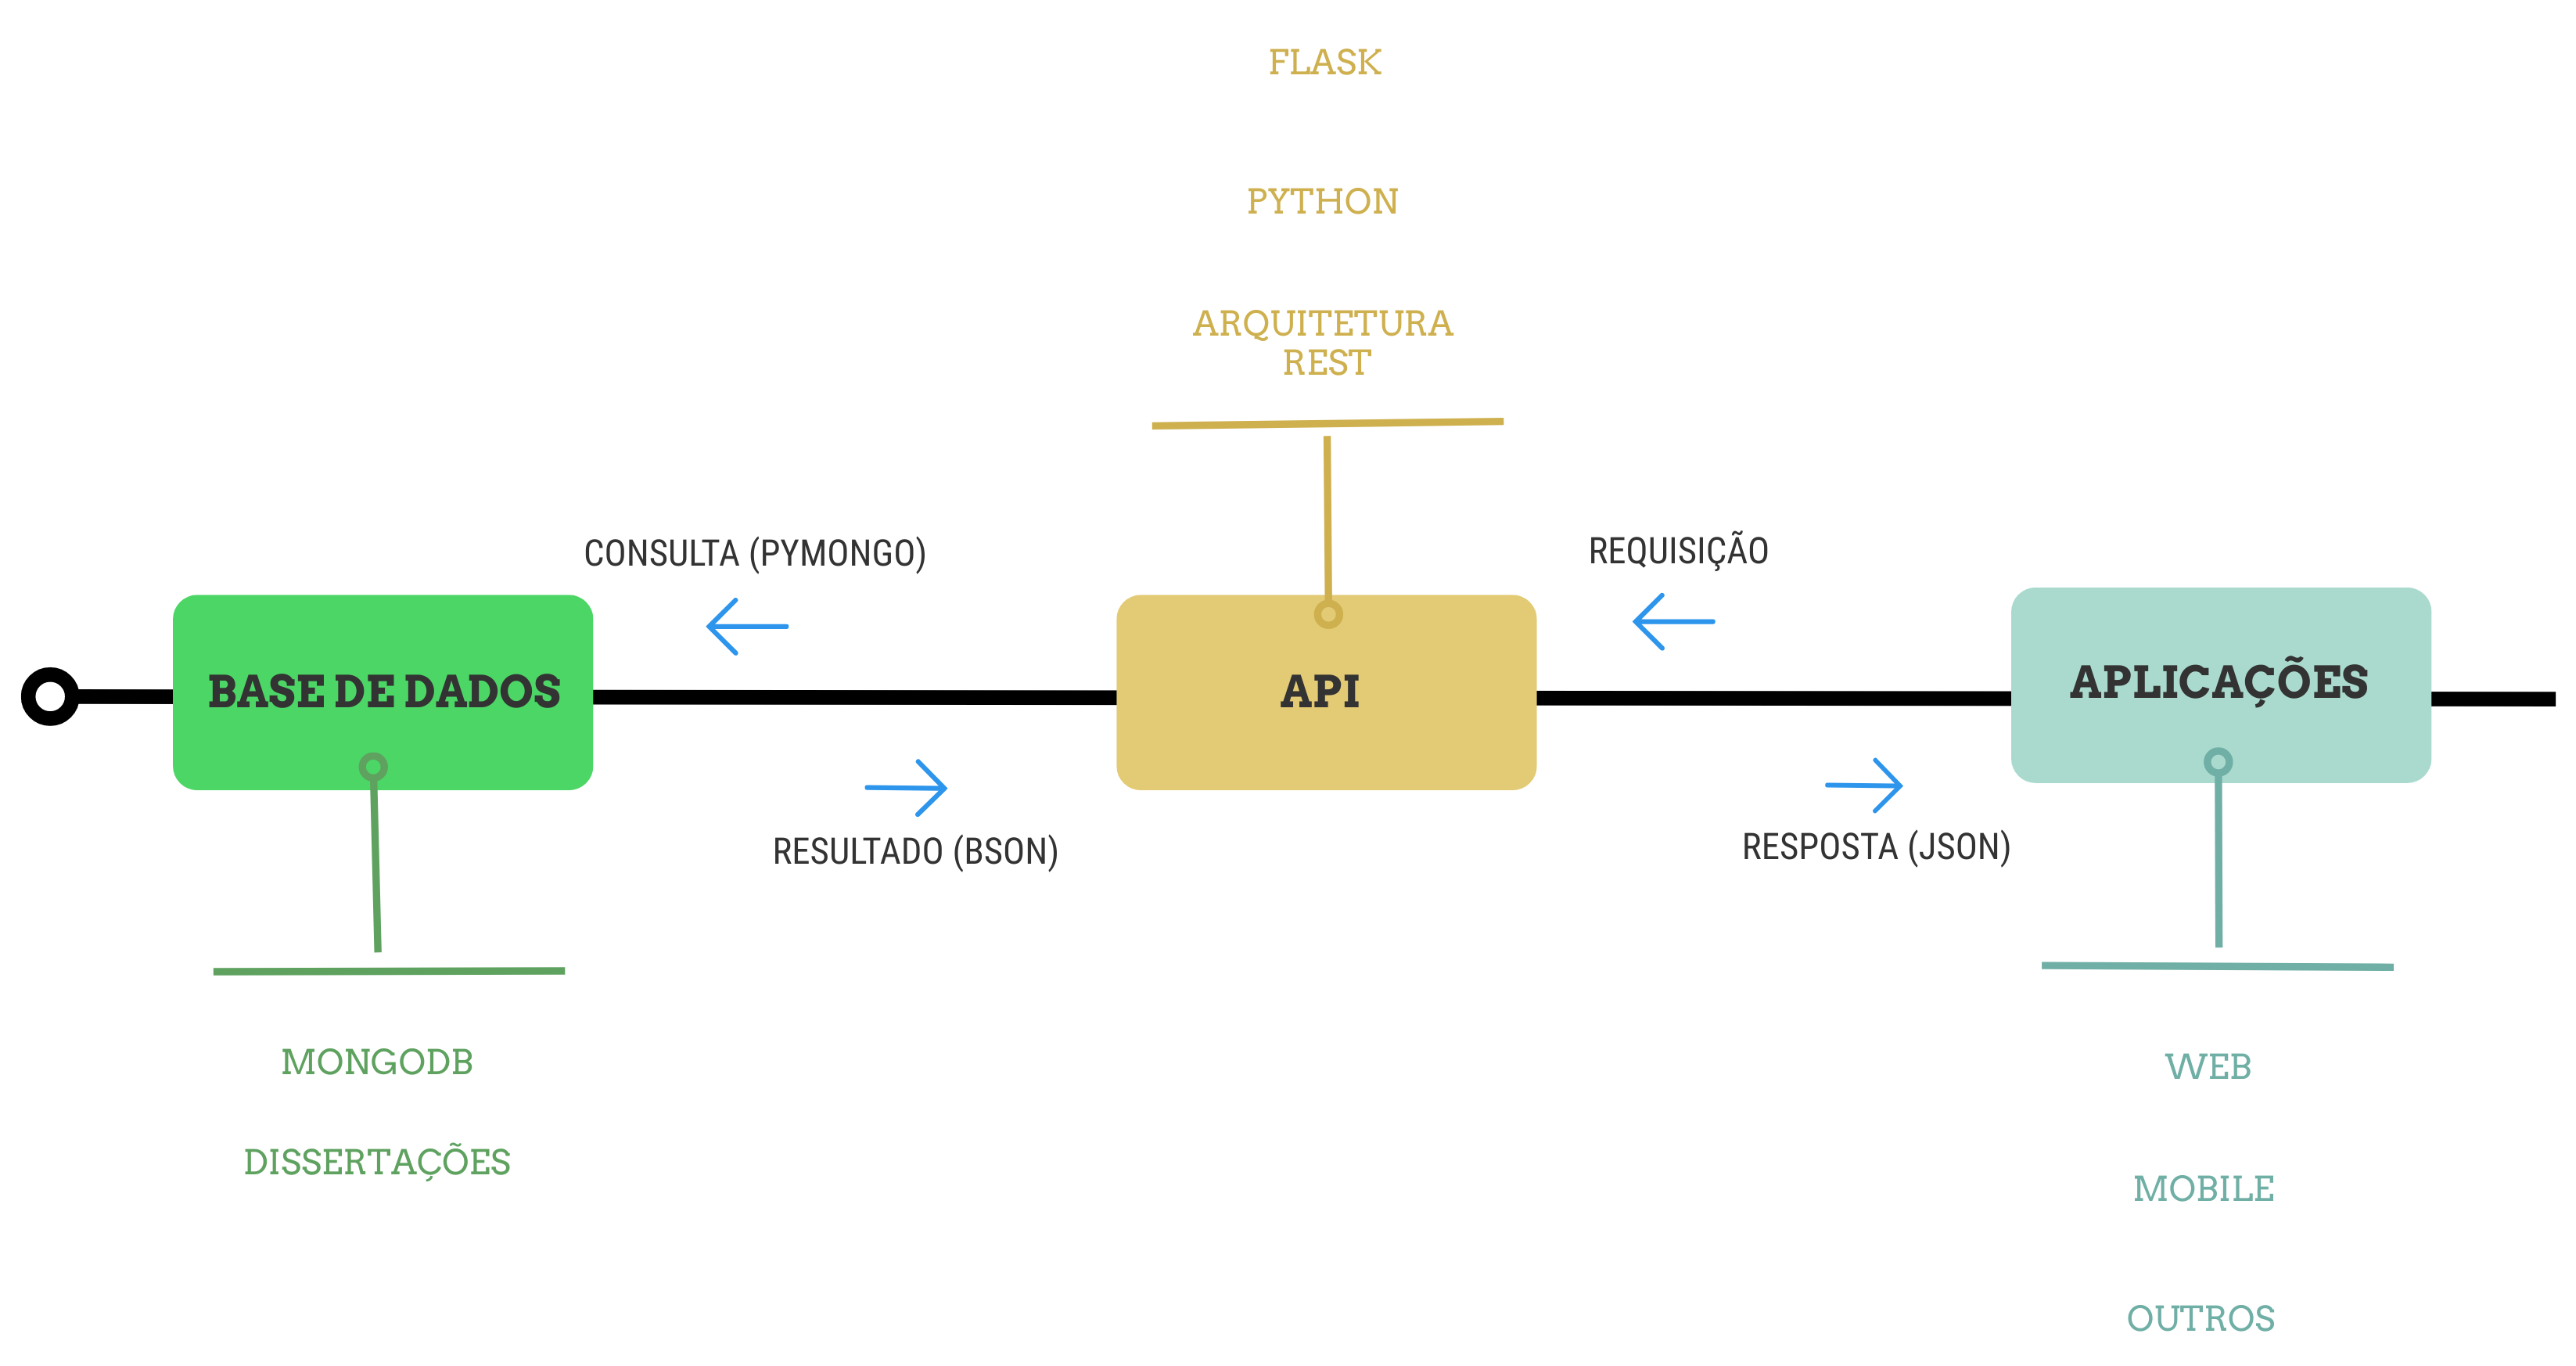 FLASK
PYTHON
ARQUITETURA
REST
CONSULTA (PYMONGO)
REQUISIÇÃO
BASE DE DADOS
API
APLICAÇÕES
RESULTADO (BSON)
RESPOSTA (JSON)
MONGODB
DISSERTAÇÕES
WEB
MOBILE
OUTROS